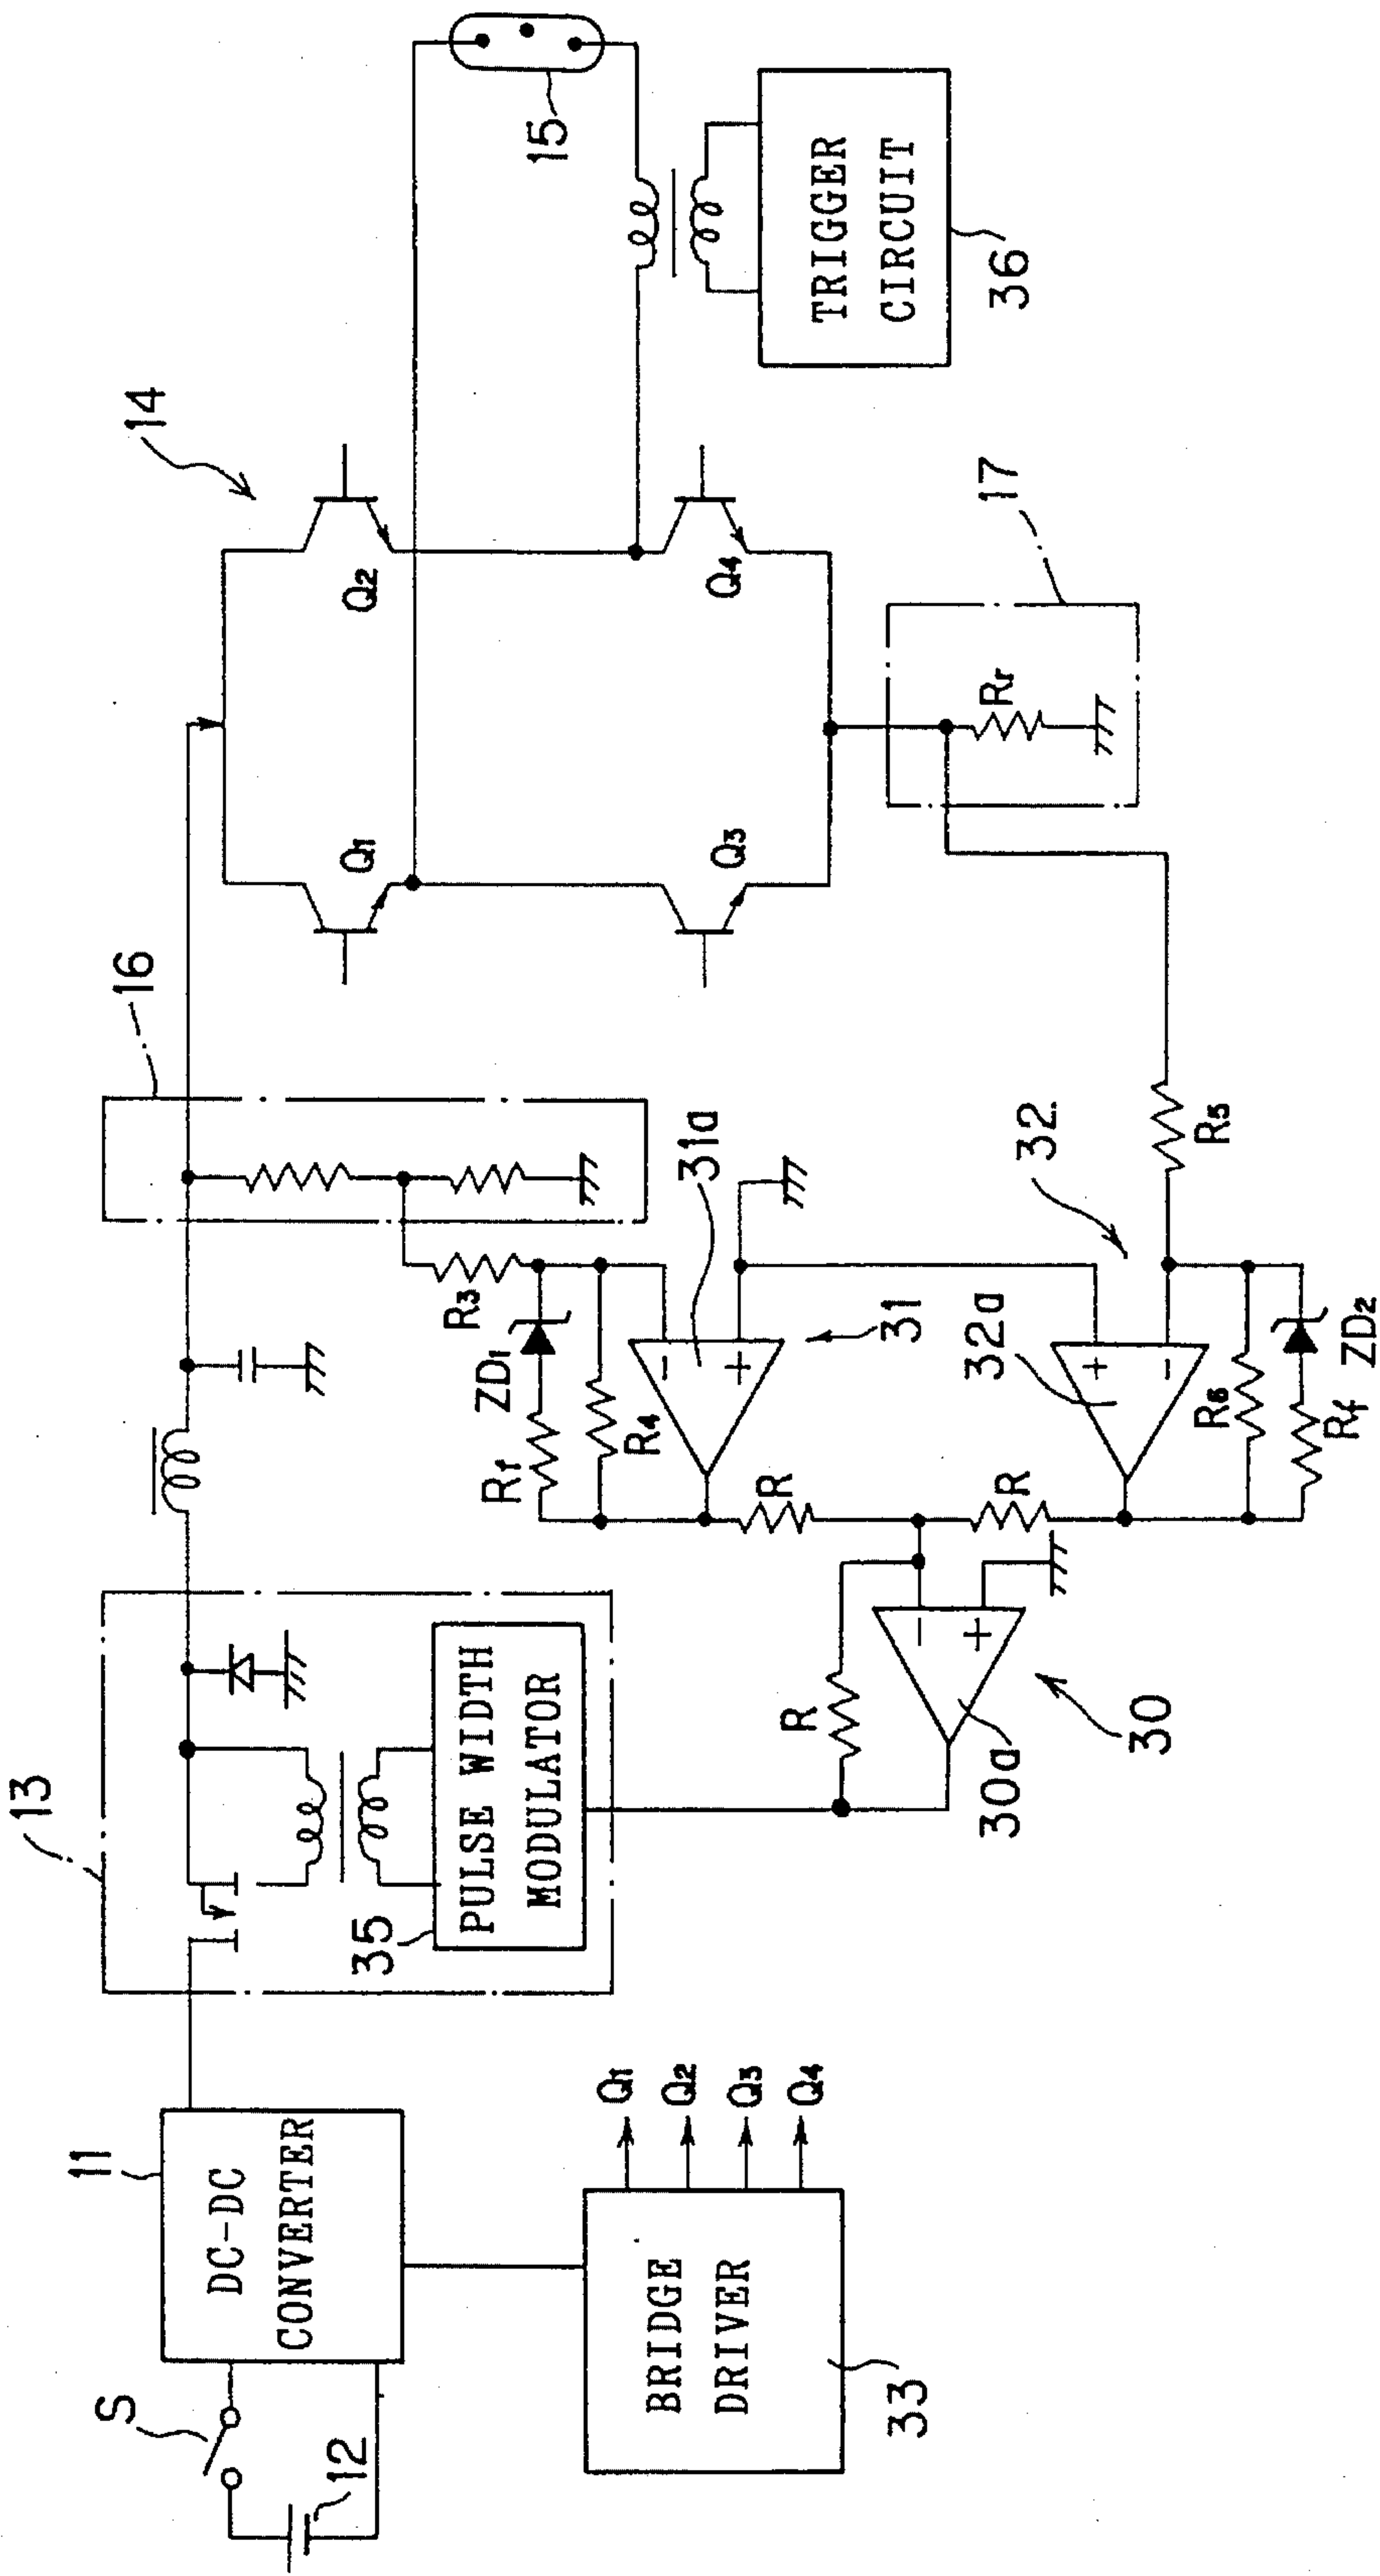 S
12
11
DC-DC
CONVERTER
BRIDGE
DRIVER
33
Q1
Q2
Q3
Q4
13
35
PULSE WIDTH
MODULATOR
R
30a
30
R
R
Rf
ZD1
R3
R4
31
31a
16
32
32a
R5
R6
Rf
ZD2
Q1
Q2
Q3
Q4
14
17
Rr
15
TRIGGER
CIRCUIT
36